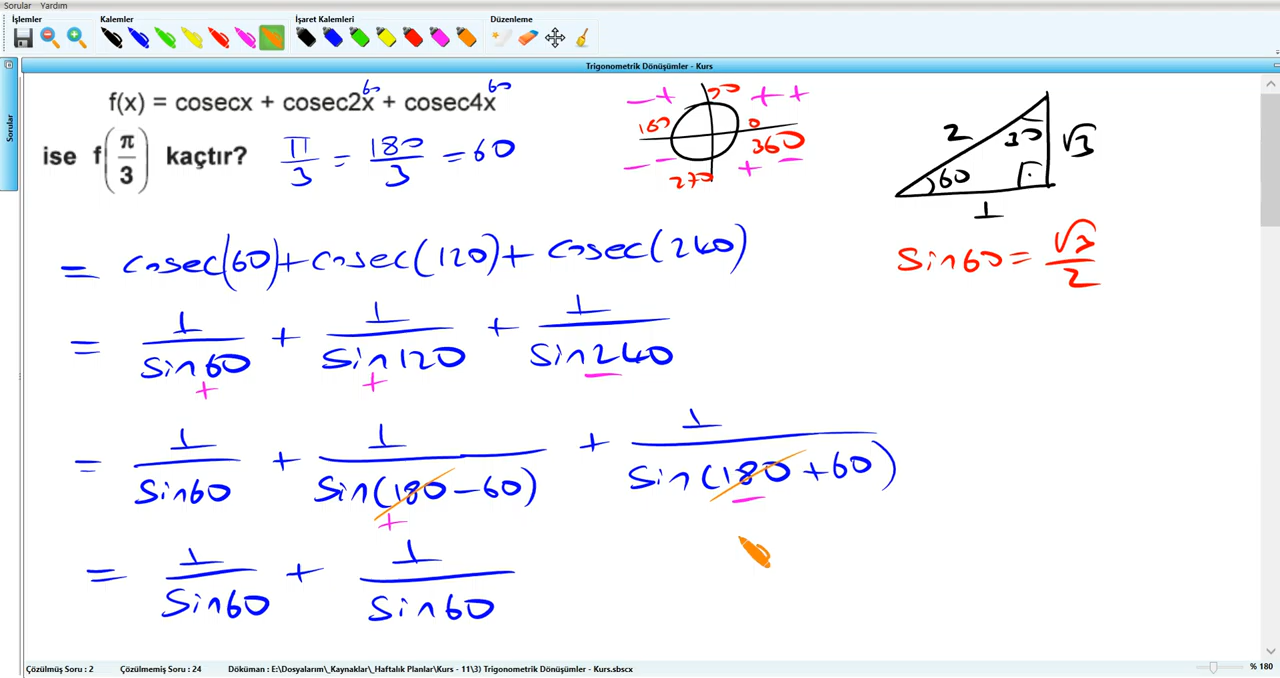 Sorular Yardım
İşlemler Kalemler İşaret Kalemleri Düzenleme
Trigonometrik Dönüşümler - Kurs
Sorular
f(x) = cosecx + cosec2x + cosec4x
60 60
ise f(π/3) kaçtır? π/3 = 180/3 = 60
- + 90 + +
180 0
360
- - 270 + -
2 30 √3
60
1
sin60 = √3/2
= cosec(60) + cosec(120) + cosec(240)
= 1/sin60 + 1/sin120 + 1/sin240
+ + -
= 1/sin60 + 1/sin(180 - 60) + 1/sin(180 + 60)
+ -
= 1/sin60 + 1/sin60
Çözülmüş Soru : 2 Çözülmemiş Soru : 24 Döküman : E:\Dosyalarım\_Kaynaklar\_Haftalık Planlar\Kurs - 11\3) Trigonometrik Dönüşümler - Kurs.sbscx % 180